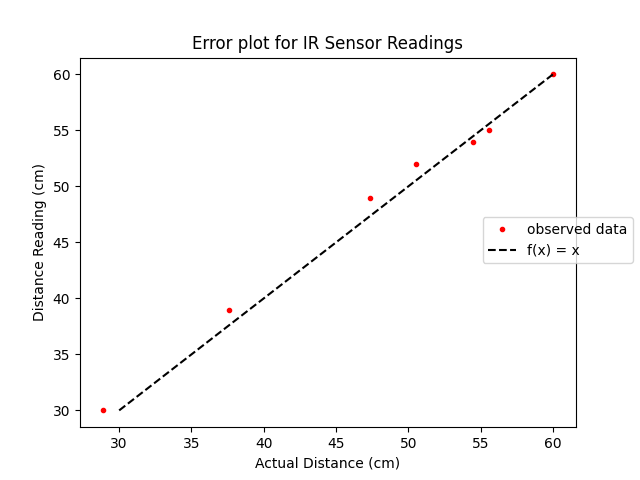 Error plot for IR Sensor Readings
60
55
50
45
40
35
30
Distance Reading (cm)
observed data
f(x) = x
30 35 40 45 50 55 60
Actual Distance (cm)